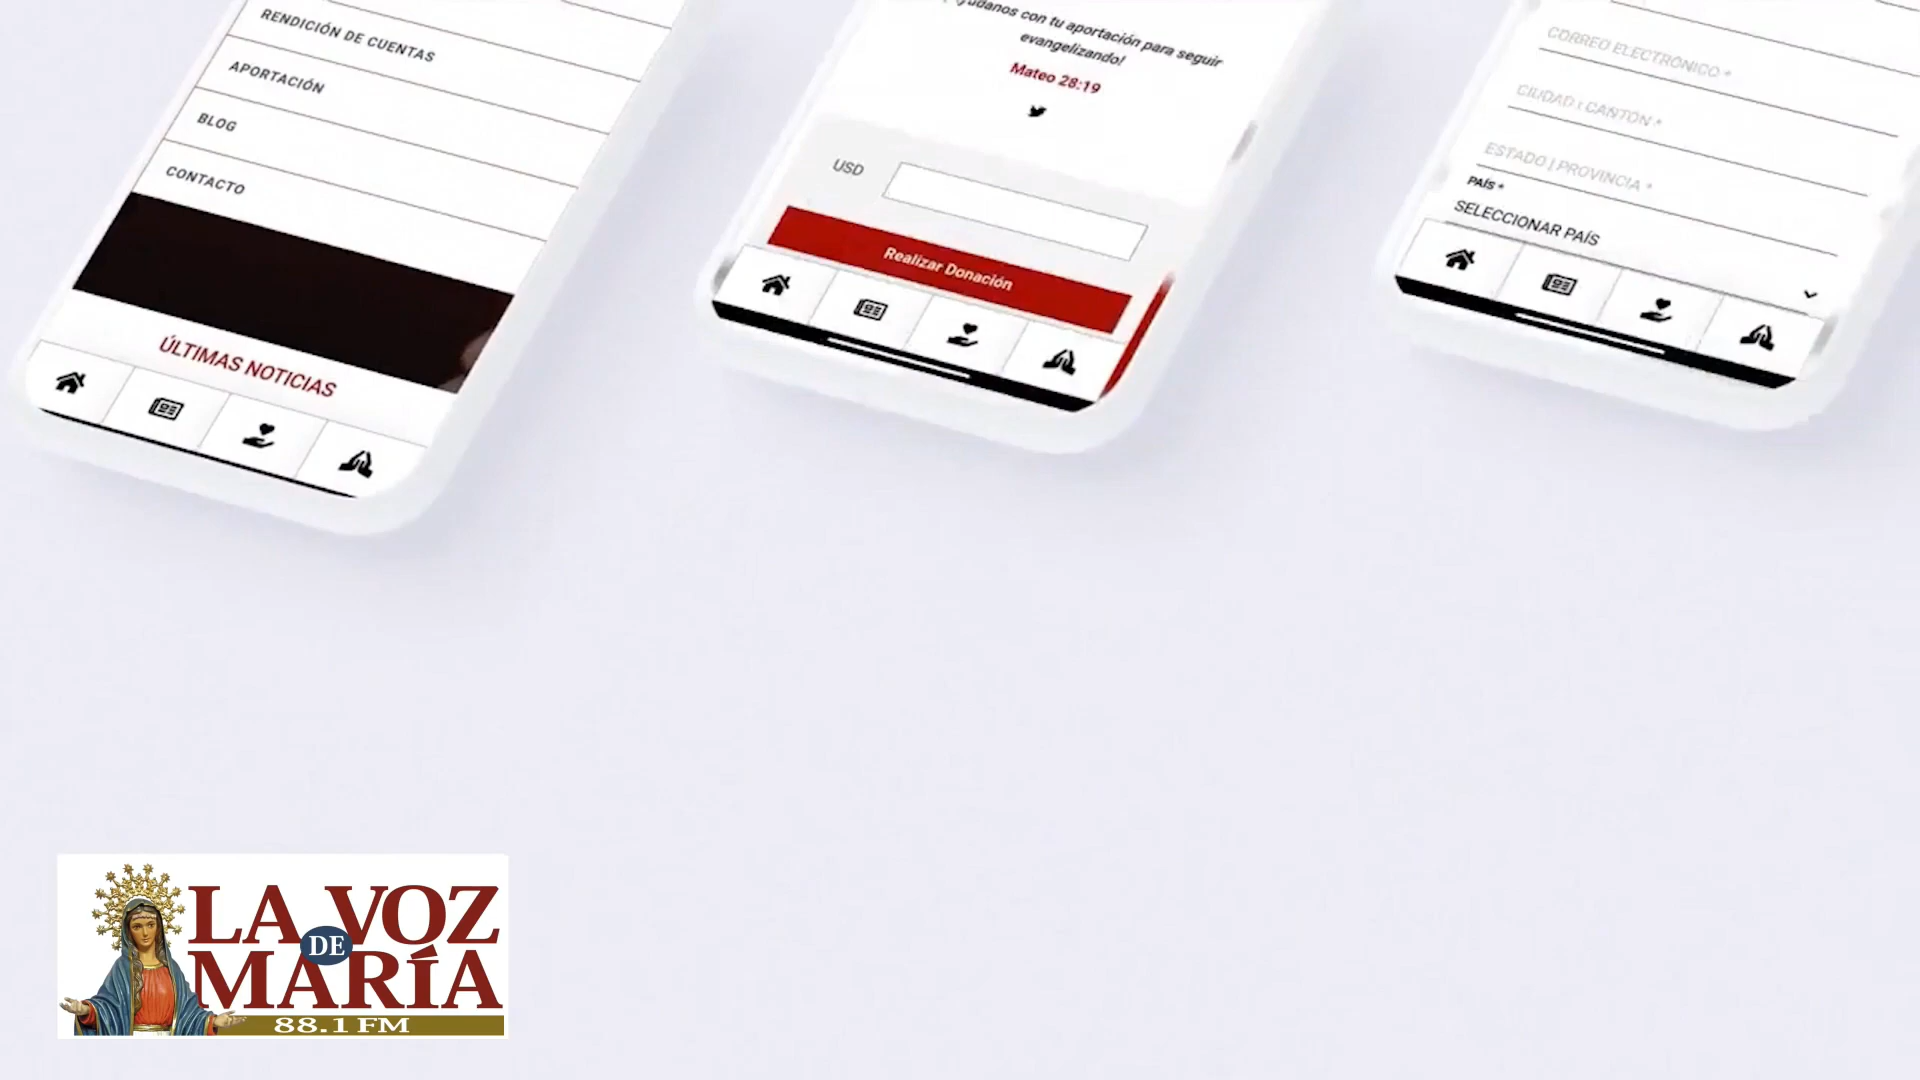 RENDICIÓN DE CUENTAS
APORTACIÓN
BLOG
CONTACTO
ÚLTIMAS NOTICIAS
con tu aportación para seguir
evangelizando!
Mateo 28:19
USD
Realizar Donación
CORREO ELECTRÓNICO *
CIUDAD | CANTÓN *
ESTADO | PROVINCIA *
PAÍS *
SELECCIONAR PAÍS
LA VOZ
DE
MARÍA
88.1 FM